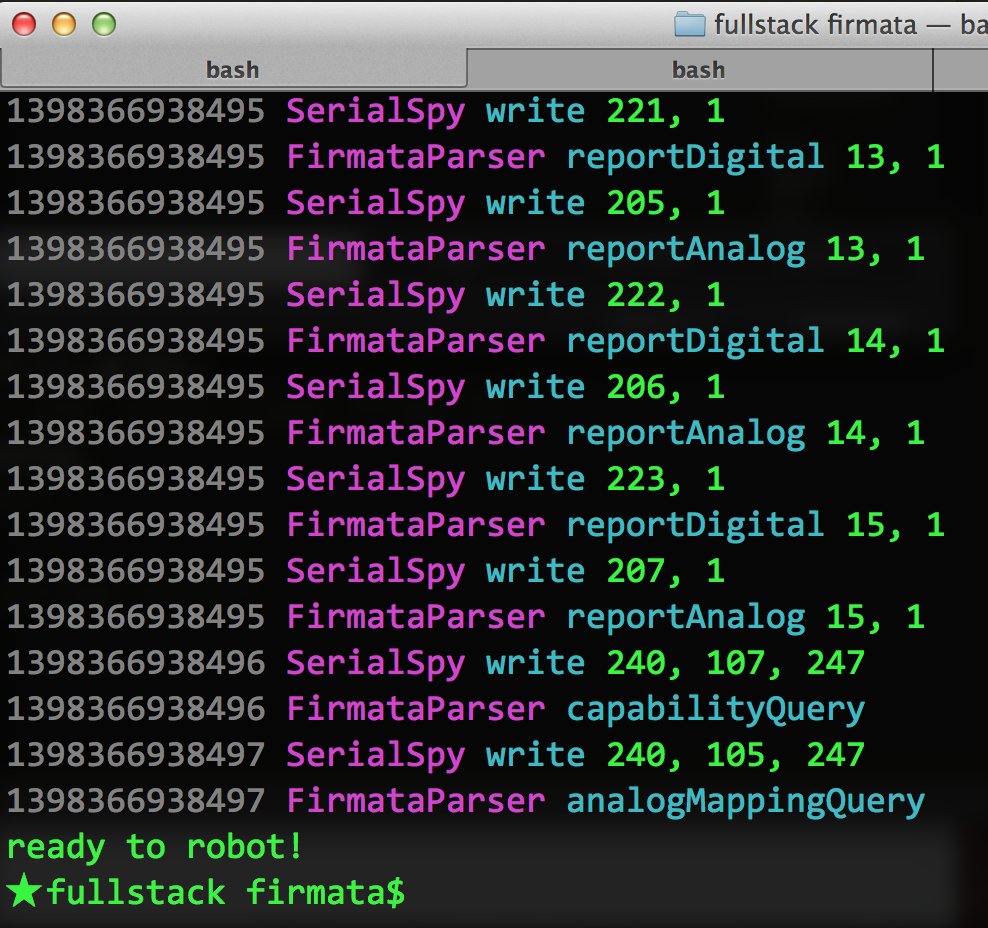 fullstack firmata — ba
bash bash
1398366938495 SerialSpy write 221, 1
1398366938495 FirmataParser reportDigital 13, 1
1398366938495 SerialSpy write 205, 1
1398366938495 FirmataParser reportAnalog 13, 1
1398366938495 SerialSpy write 222, 1
1398366938495 FirmataParser reportDigital 14, 1
1398366938495 SerialSpy write 206, 1
1398366938495 FirmataParser reportAnalog 14, 1
1398366938495 SerialSpy write 223, 1
1398366938495 FirmataParser reportDigital 15, 1
1398366938495 SerialSpy write 207, 1
1398366938495 FirmataParser reportAnalog 15, 1
1398366938496 SerialSpy write 240, 107, 247
1398366938496 FirmataParser capabilityQuery
1398366938497 SerialSpy write 240, 105, 247
1398366938497 FirmataParser analogMappingQuery
ready to robot!
★fullstack firmata$